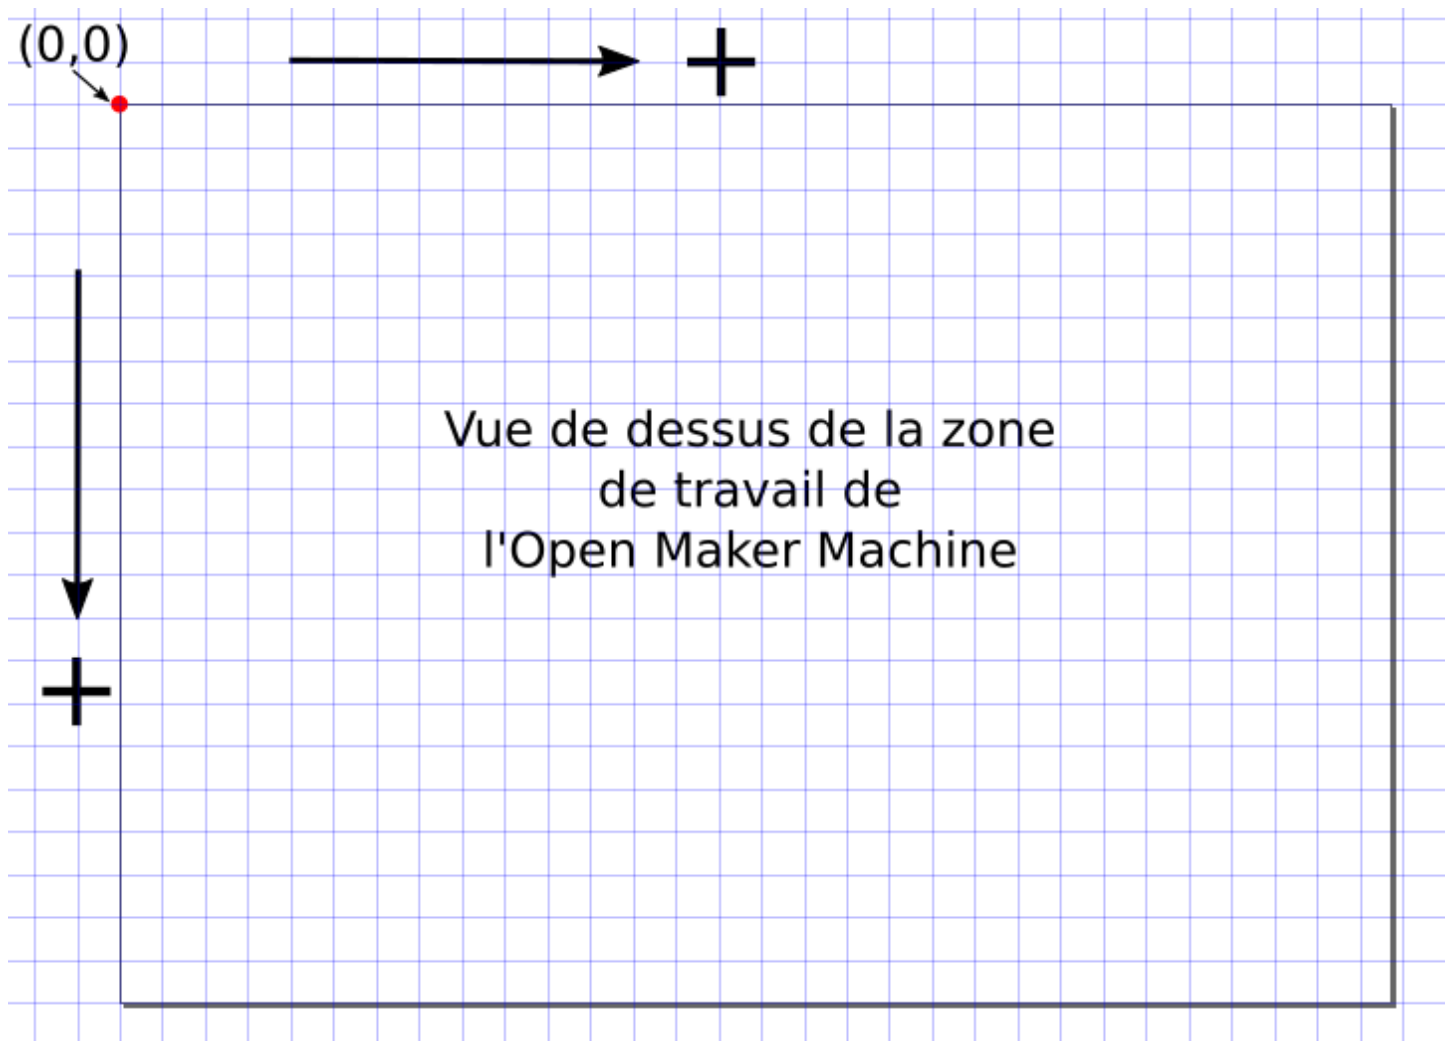 (0,0)
+
Vue de dessus de la zone
de travail de
l'Open Maker Machine
+